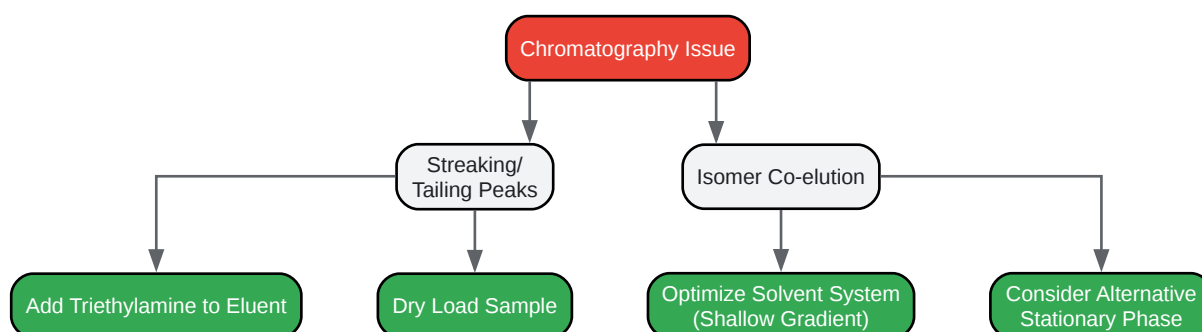 Chromatography Issue
Streaking/
Tailing Peaks
Isomer Co-elution
Add Triethylamine to Eluent
Dry Load Sample
Optimize Solvent System
(Shallow Gradient)
Consider Alternative
Stationary Phase